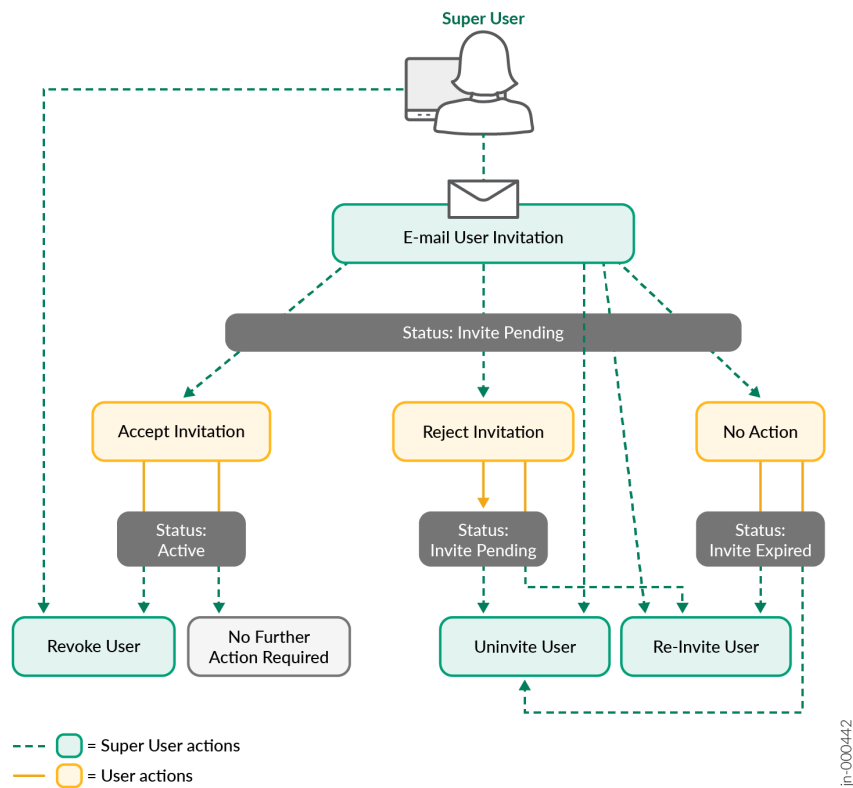 Super User
E-mail User Invitation
Status: Invite Pending
Accept Invitation
Reject Invitation
No Action
Status:
Active
Status:
Invite Pending
Status:
Invite Expired
Revoke User
No Further
Action Required
Uninvite User
Re-Invite User
= Super User actions
= User actions
jn-000442